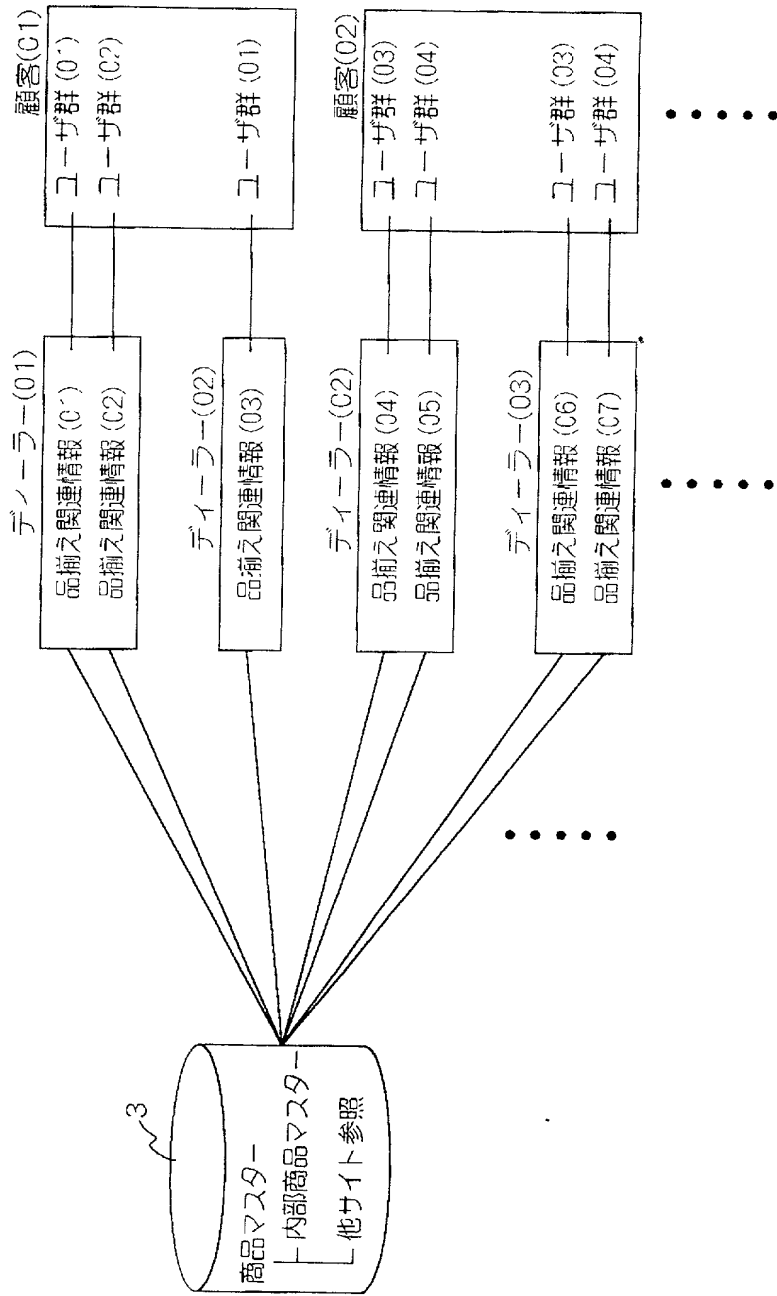 3
商品マスター
内部商品マスター
他サイト参照
ディーラー(01)
品揃え関連情報(01)
品揃え関連情報(02)
ディーラー(02)
品揃え関連情報(03)
ディーラー(02)
品揃え関連情報(04)
品揃え関連情報(05)
ディーラー(03)
品揃え関連情報(06)
品揃え関連情報(07)
顧客(01)
ユーザ群(01)
ユーザ群(02)
ユーザ群(01)
顧客(02)
ユーザ群(03)
ユーザ群(04)
ユーザ群(03)
ユーザ群(04)